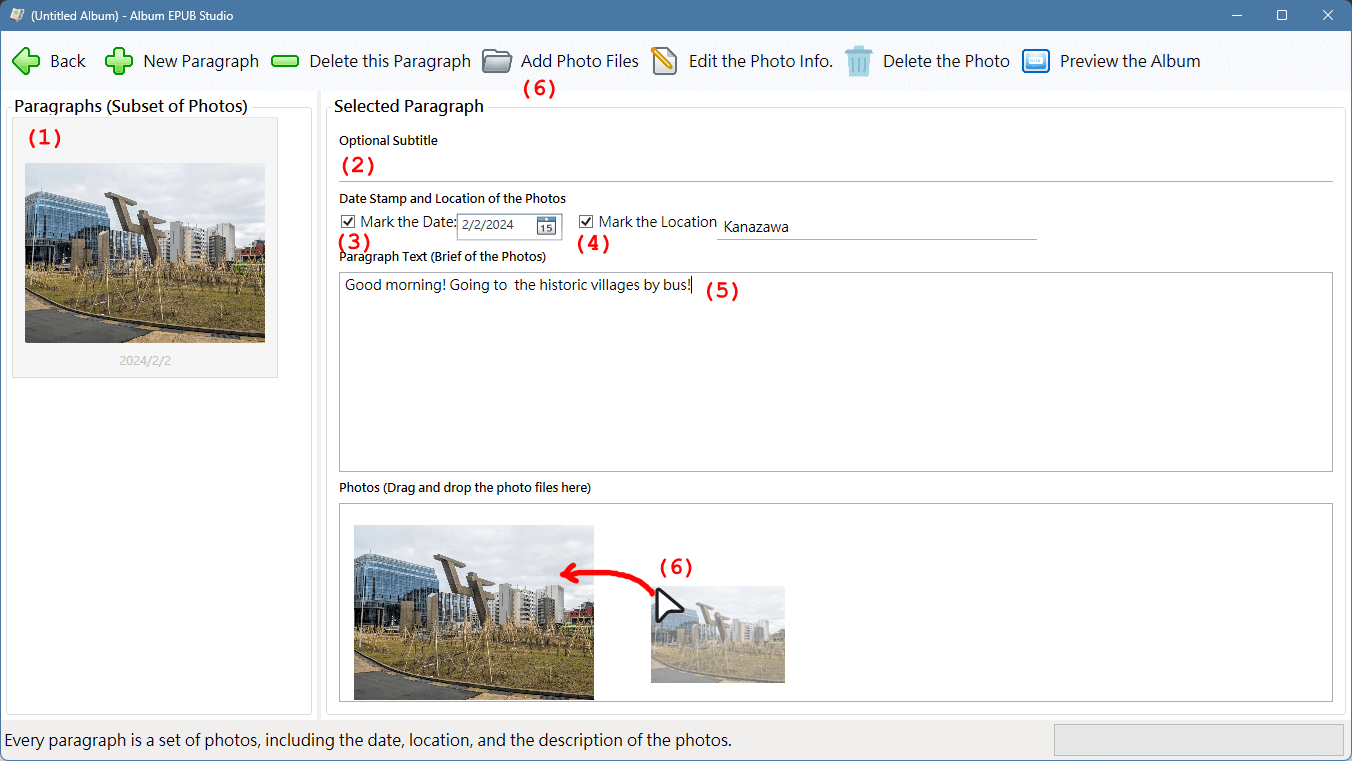 (Untitled Album) - Album EPUB Studio
Back New Paragraph Delete this Paragraph Add Photo Files Edit the Photo Info. Delete the Photo Preview the Album
(6)
Paragraphs (Subset of Photos)
(1)
2024/2/2
Selected Paragraph
Optional Subtitle
(2)
Date Stamp and Location of the Photos
Mark the Date: 2/2/2024 15 Mark the Location Kanazawa
(3) (4)
Paragraph Text (Brief of the Photos)
Good morning! Going to  the historic villages by bus! (5)
Photos (Drag and drop the photo files here)
(6)
Every paragraph is a set of photos, including the date, location, and the description of the photos.